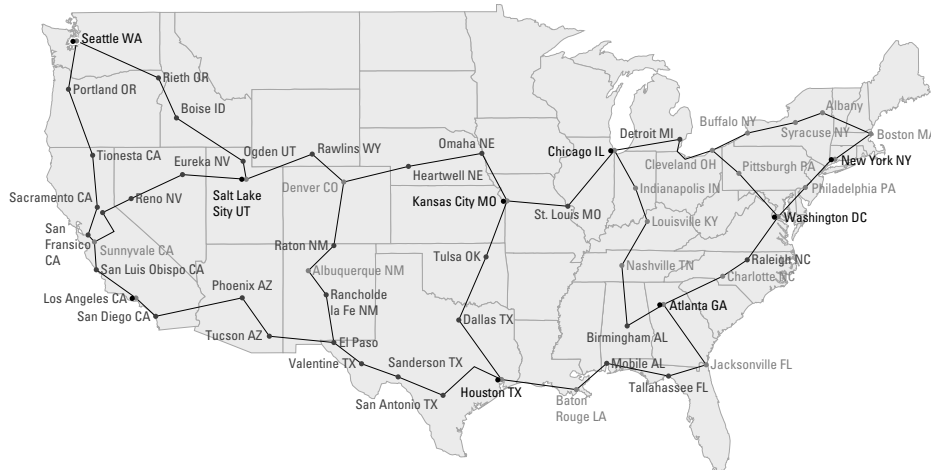 Seattle WA
Rieth OR
Portland OR
Boise ID
Tionesta CA
Eureka NV
Ogden UT
Rawlins WY
Omaha NE
Heartwell NE
Chicago IL
Detroit MI
Buffalo NY
Albany
Syracuse NY
Boston MA
Cleveland OH
Pittsburgh PA
New York NY
Philadelphia PA
Sacramento CA
Reno NV
Salt Lake
Sity UT
Denver CO
Kansas City MO
St. Louis MO
Indianapolis IN
Louisville KY
Washington DC
San
Fransico
CA
Sunnyvale CA
San Luis Obispo CA
Raton NM
Albuquerque NM
Tulsa OK
Nashville TN
Raleigh NC
Charlotte NC
Los Angeles CA
San Diego CA
Phoenix AZ
Rancholde
la Fe NM
Dallas TX
Atlanta GA
Birmingham AL
Tucson AZ
El Paso
Valentine TX
Sanderson TX
San Antonio TX
Houston TX
Mobile AL
Jacksonville FL
Tallahassee FL
Baton
Rouge LA